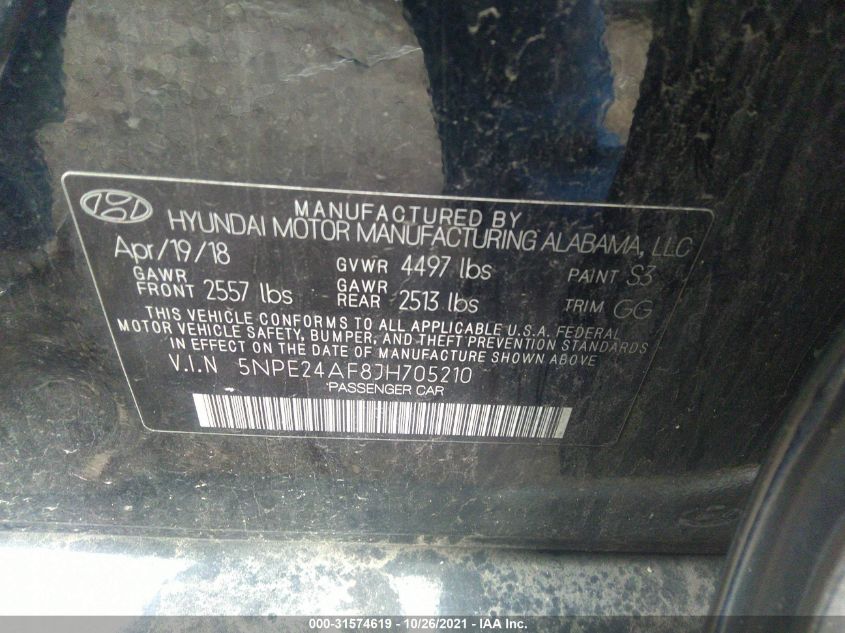 MANUFACTURED BY
HYUNDAI MOTOR MANUFACTURING ALABAMA, LLC
Apr/19/18 GVWR 4497 lbs PAINT S3
GAWR FRONT 2557 lbs GAWR REAR 2513 lbs TRIM GG
THIS VEHICLE CONFORMS TO ALL APPLICABLE U.S.A. FEDERAL
MOTOR VEHICLE SAFETY, BUMPER, AND THEFT PREVENTION STANDARDS
IN EFFECT ON THE DATE OF MANUFACTURE SHOWN ABOVE.
V.I.N 5NPE24AF8JH705210
PASSENGER CAR
000-31574619 - 10/26/2021 - IAA Inc.